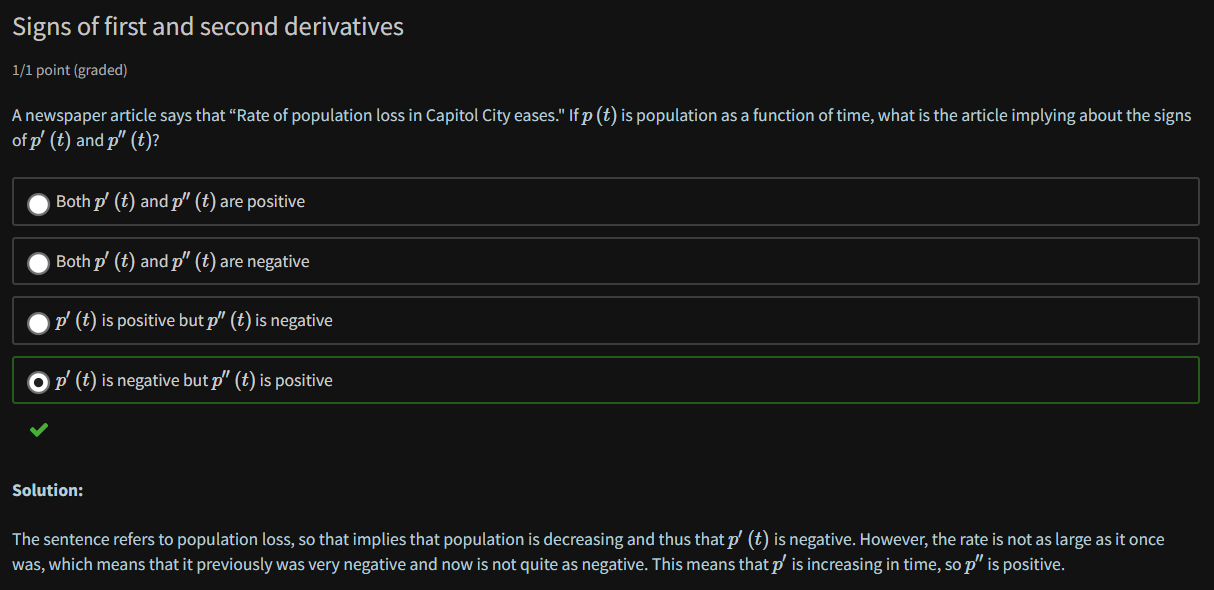 Signs of first and second derivatives
1/1 point (graded)
A newspaper article says that “Rate of population loss in Capitol City eases." If p (t) is population as a function of time, what is the article implying about the signs
of p′ (t) and p″ (t)?
Both p′ (t) and p″ (t) are positive
Both p′ (t) and p″ (t) are negative
p′ (t) is positive but p″ (t) is negative
p′ (t) is negative but p″ (t) is positive
Solution:
The sentence refers to population loss, so that implies that population is decreasing and thus that p′ (t) is negative. However, the rate is not as large as it once
was, which means that it previously was very negative and now is not quite as negative. This means that p′ is increasing in time, so p″ is positive.